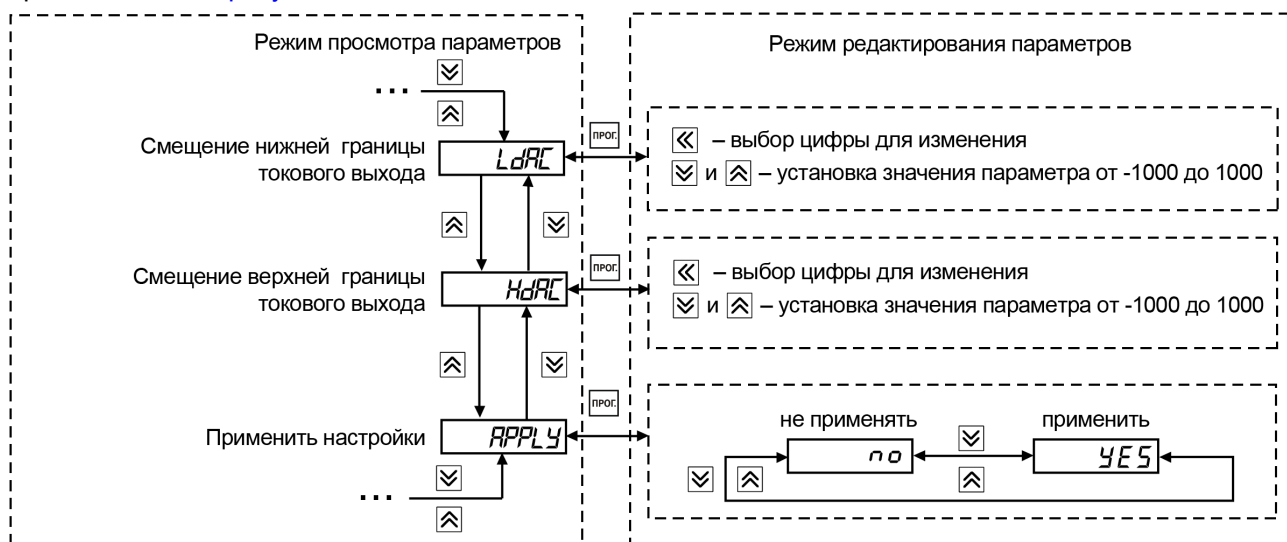 Режим просмотра параметров
Режим редактирования параметров
...
Смещение нижней границы
токового выхода
LdAC
ПРОГ.
– выбор цифры для изменения
и – установка значения параметра от -1000 до 1000
Смещение верхней границы
токового выхода
HdAC
ПРОГ.
– выбор цифры для изменения
и – установка значения параметра от -1000 до 1000
Применить настройки
APPLY
ПРОГ.
не применять
применить
no
YES
...